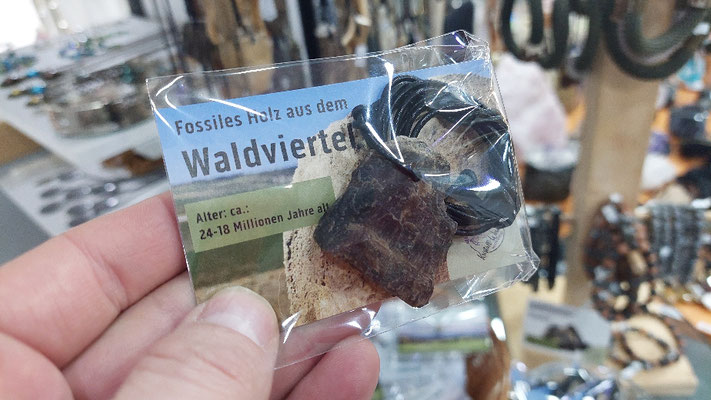 Fossiles Holz aus dem
Waldviertel
Alter: ca.:
24-18 Millionen Jahre alt